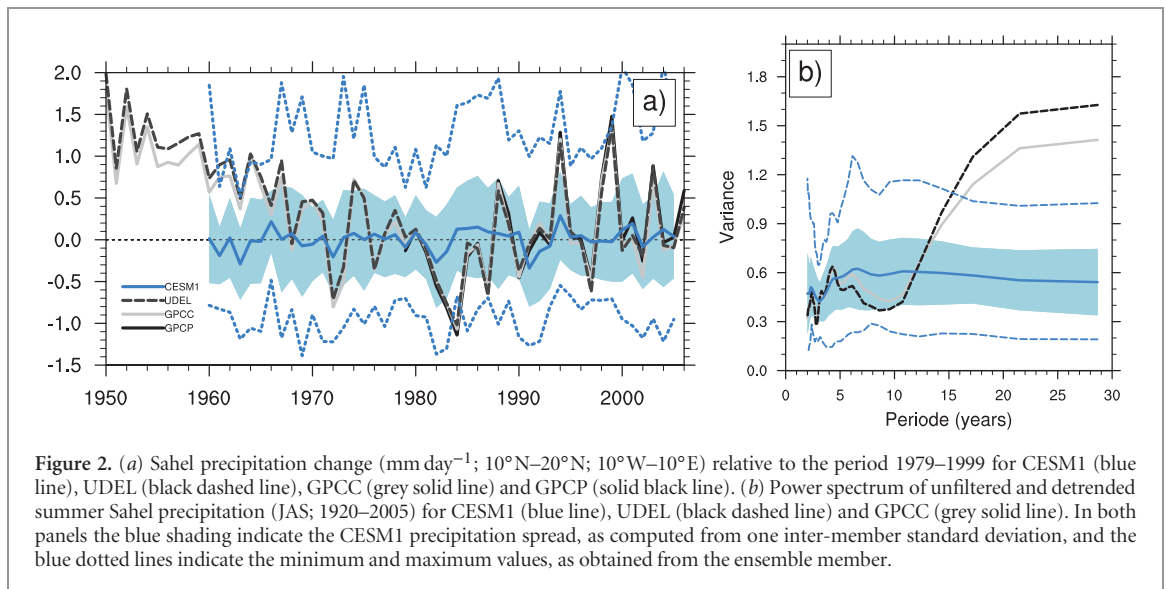 2.0
1.5
1.0
0.5
0.0
-0.5
-1.0
-1.5
1950 1960 1970 1980 1990 2000
a)
CESM1
UDEL
GPCC
GPCP
b)
Variance
1.8
1.5
1.2
0.9
0.6
0.3
0.0
0 5 10 15 20 25 30
Periode (years)
Figure 2. (a) Sahel precipitation change (mm day−1; 10°N–20°N; 10°W–10°E) relative to the period 1979–1999 for CESM1 (blue
line), UDEL (black dashed line), GPCC (grey solid line) and GPCP (solid black line). (b) Power spectrum of unfiltered and detrended
summer Sahel precipitation (JAS; 1920–2005) for CESM1 (blue line), UDEL (black dashed line) and GPCC (grey solid line). In both
panels the blue shading indicate the CESM1 precipitation spread, as computed from one inter-member standard deviation, and the
blue dotted lines indicate the minimum and maximum values, as obtained from the ensemble member.